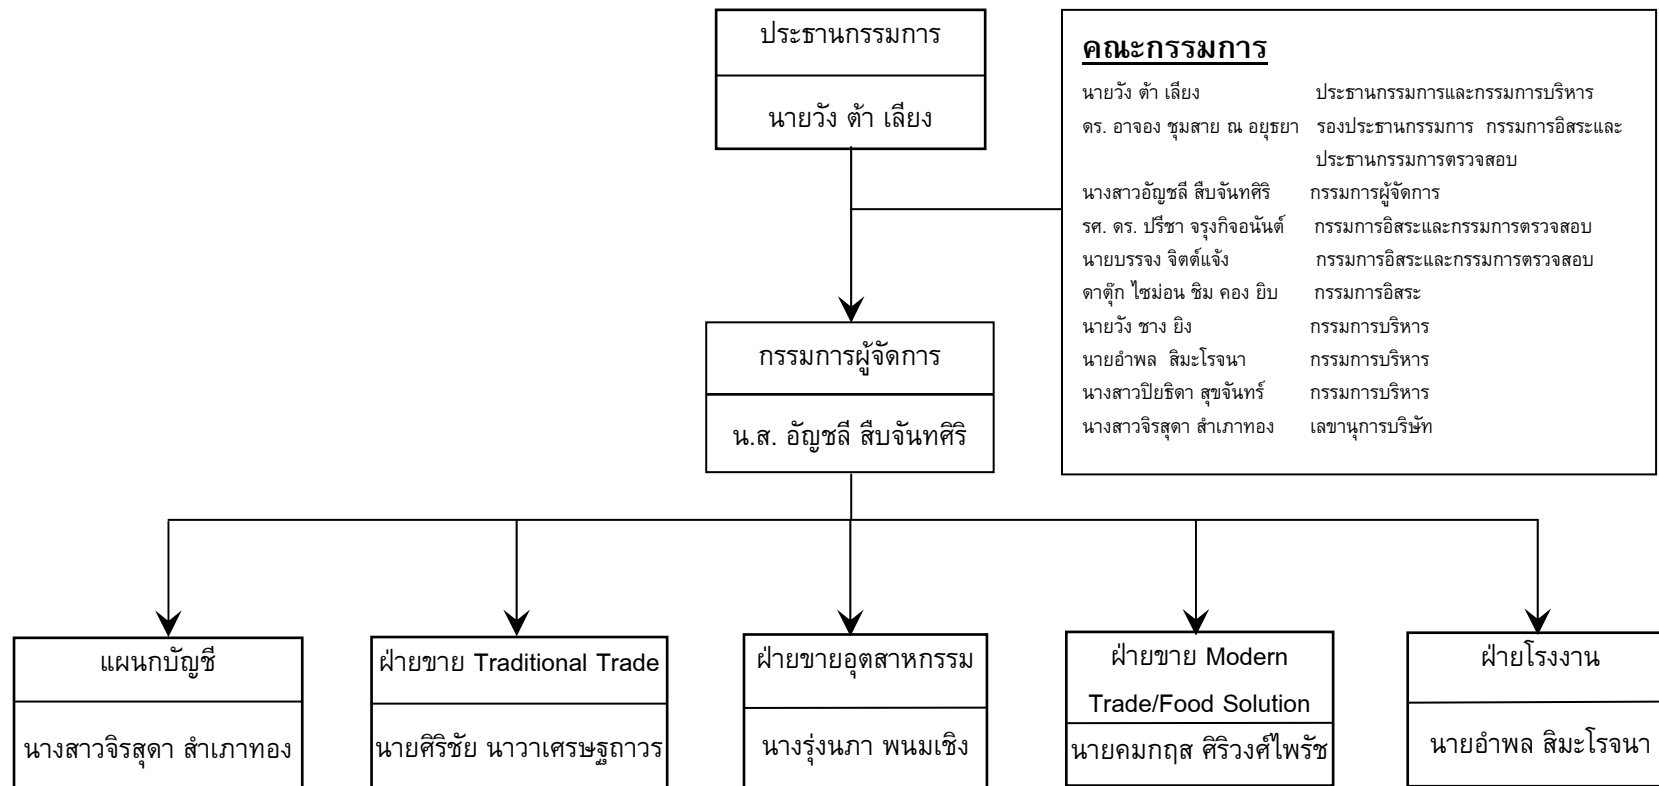 ประธานกรรมการ
นายวัง ต้า เลียง
คณะกรรมการ
นายวัง ต้า เลียง ประธานกรรมการและกรรมการบริหาร
ดร. อาจอง ชุมสาย ณ อยุธยา รองประธานกรรมการ กรรมการอิสระและ
ประธานกรรมการตรวจสอบ
นางสาวอัญชลี สืบจันทศิริ กรรมการผู้จัดการ
รศ. ดร. ปรีชา จรุงกิจอนันต์ กรรมการอิสระและกรรมการตรวจสอบ
นายบรรจง จิตต์แจ้ง กรรมการอิสระและกรรมการตรวจสอบ
ดาตุ๊ก ไซม่อน ชิม คอง ยิบ กรรมการอิสระ
นายวัง ชาง ยิง กรรมการบริหาร
นายอำพล สิมะโรจนา กรรมการบริหาร
นางสาวปิยธิดา สุขจันทร์ กรรมการบริหาร
นางสาวจิรสุดา สำเภาทอง เลขานุการบริษัท
กรรมการผู้จัดการ
น.ส. อัญชลี สืบจันทศิริ
แผนกบัญชี
นางสาวจิรสุดา สำเภาทอง
ฝ่ายขาย Traditional Trade
นายศิริชัย นาวาเศรษฐถาวร
ฝ่ายขายอุตสาหกรรม
นางรุ่งนภา พนมเชิง
ฝ่ายขาย Modern
Trade/Food Solution
นายคมกฤส ศิริวงศ์ไพรัช
ฝ่ายโรงงาน
นายอำพล สิมะโรจนา